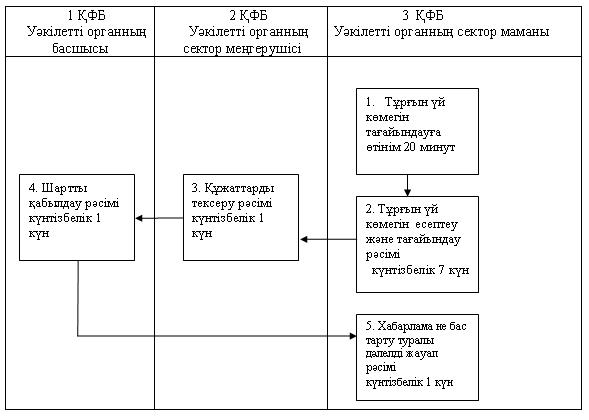 1 ҚФБ
Уәкілетті органның
басшысы
2 ҚФБ
Уәкілетті органның
сектор меңгерушісі
3 ҚФБ
Уәкілетті органның сектор маманы
1. Тұрғын үй
көмегін
тағайындауға
өтінім 20 минут
4. Шартты
қабылдау рәсімі
күнтізбелік 1
күн
3. Құжаттарды
тексеру рәсімі
күнтізбелік 1
күн
2. Тұрғын үй
көмегін есептеу
және тағайындау
рәсімі
күнтізбелік 7 күн
5. Хабарлама не бас
тарту туралы
дәлелді жауап
рәсімі
күнтізбелік 1 күн